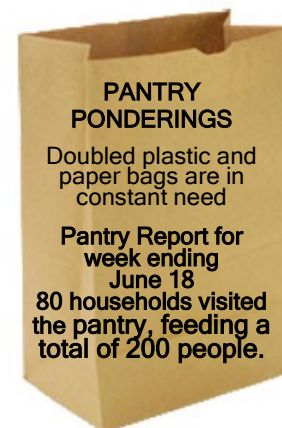 PANTRY
PONDERINGS
Doubled plastic and
paper bags are in
constant need
Pantry Report for
week ending
June 18
80 households visited
the pantry, feeding a
total of 200 people.